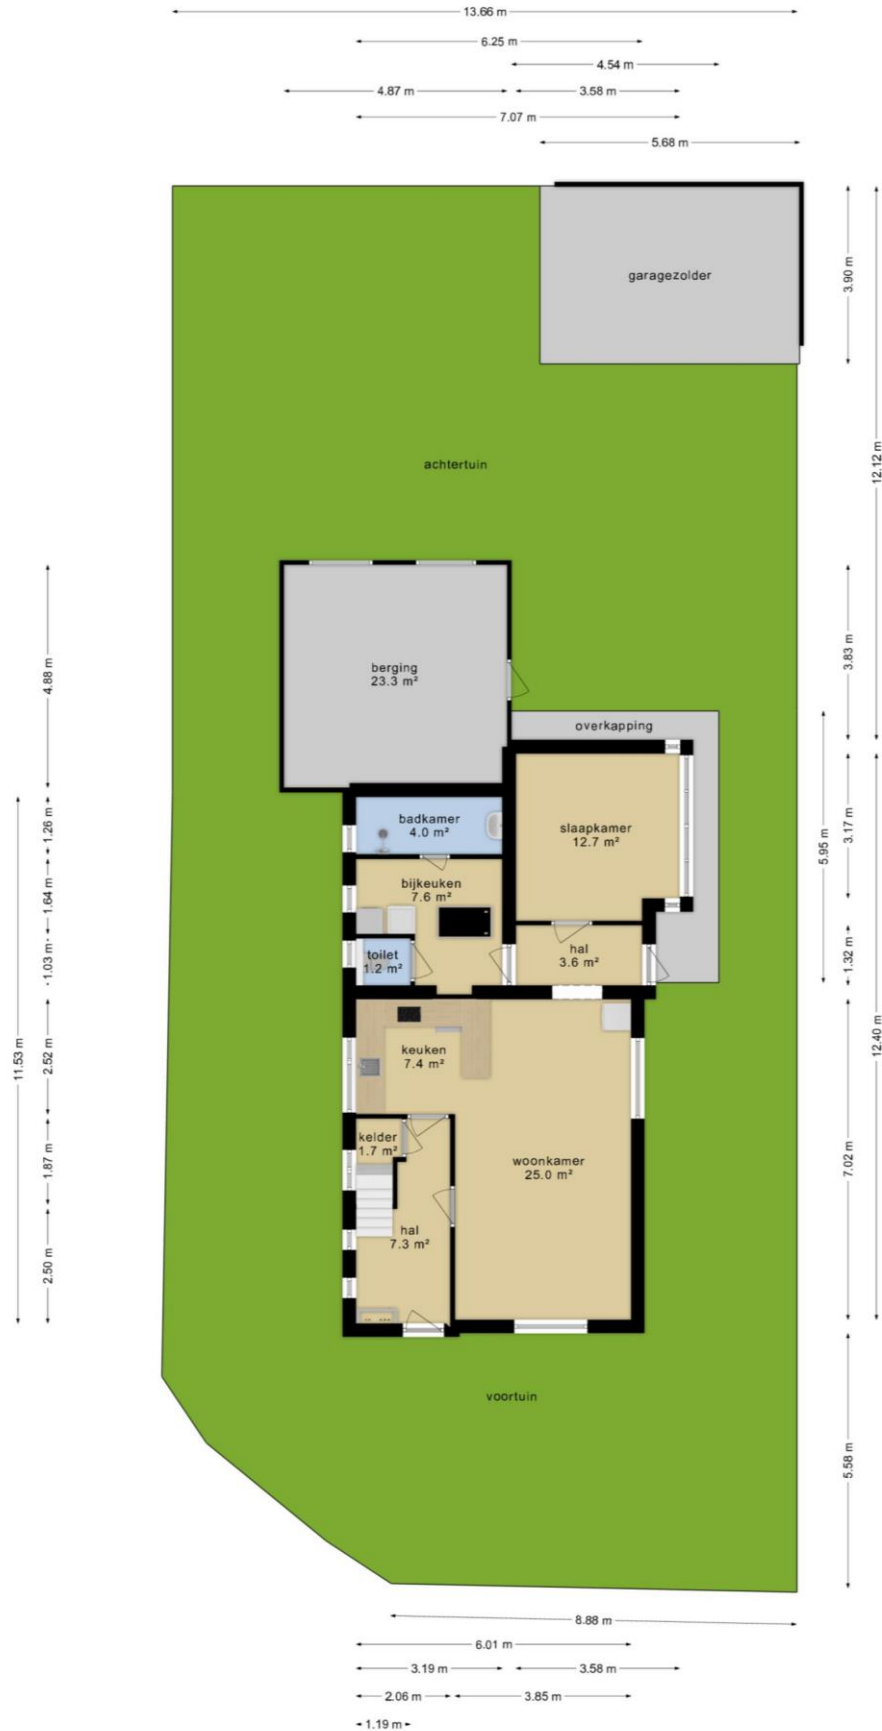 13.66 m
6.25 m
4.54 m
4.87 m
3.58 m
7.07 m
5.68 m
garagezolder
3.90 m
12.12 m
achtertuin
berging
23.3 m²
4.88 m
3.83 m
overkapping
badkamer
4.0 m²
slaapkamer
12.7 m²
1.26 m
3.17 m
5.95 m
bijkeuken
7.6 m²
1.64 m
toilet
1.2 m²
hal
3.6 m²
1.03 m
1.32 m
11.53 m
keuken
7.4 m²
2.52 m
12.40 m
kelder
1.7 m²
woonkamer
25.0 m²
1.87 m
7.02 m
hal
7.3 m²
2.50 m
voortuin
5.58 m
8.88 m
6.01 m
3.19 m
3.58 m
2.06 m
3.85 m
1.19 m